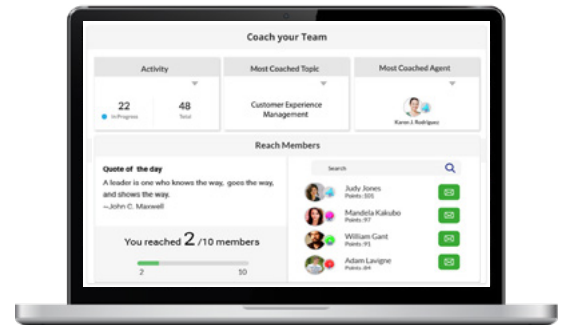 Coach your Team
Activity
22
In Progress
48
Total
Most Coached Topic
Customer Experience
Management
Most Coached Agent
Karen J. Rodriguez
Reach Members
Quote of the day
A leader is one who knows the way, goes the way,
and shows the way.
—John C. Maxwell
You reached 2 /10 members
2
10
Search
Judy Jones
Points: 101
Mandela Kakubo
Points: 97
William Gant
Points: 91
Adam Lavigne
Points: 84